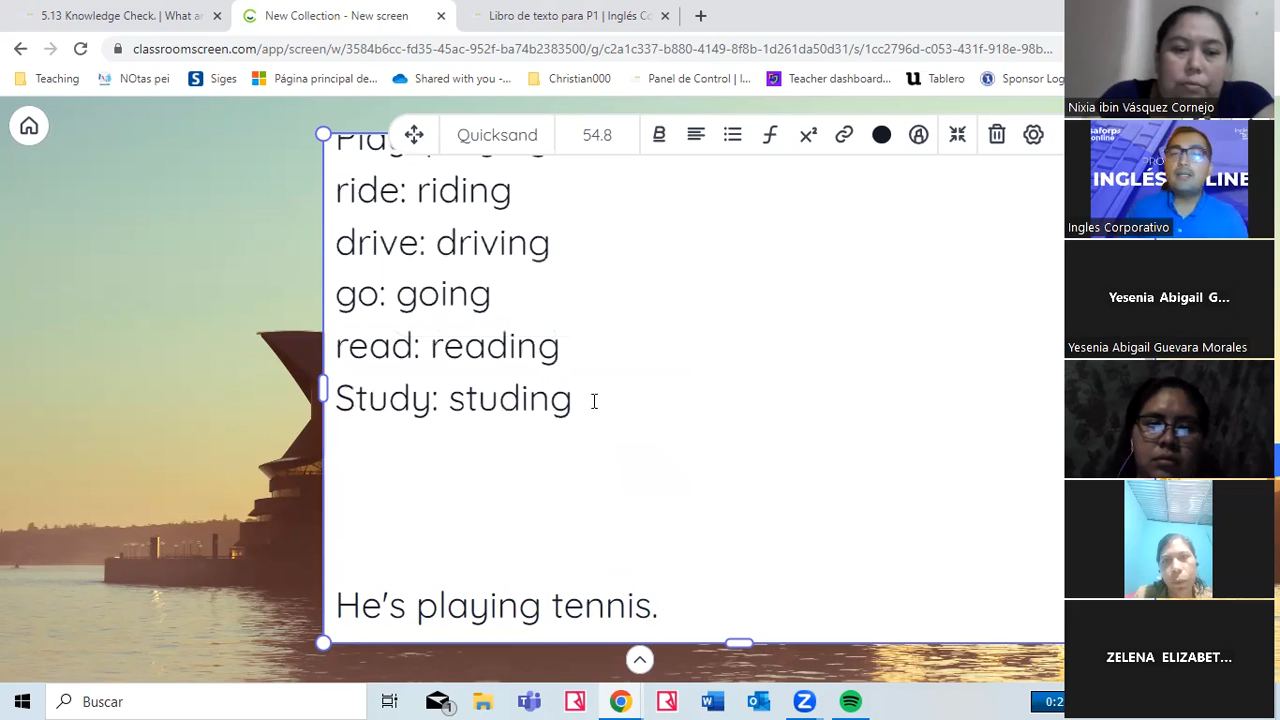 5.13 Knowledge Check. | What a
New Collection - New screen
Libro de texto para P1 | Inglés Co
classroomscreen.com/app/screen/w/3584b6cc-fd35-45ac-952f-ba74b2383500/g/c2a1c337-b880-4149-8f6b-1d261da50d31/s/1cc2796d-c053-431f-918e-98b...
Teaching
NOtas pei
Siges
Página principal de...
Shared with you -...
Christian000
Panel de Control | I...
Teacher dashboard...
Tablero
Sponsor Log
Quicksand
54.8
ride: riding
drive: driving
go: going
read: reading
Study: studing
He's playing tennis.
Nixia ibin Vásquez Cornejo
INGLÉS
LINE
Ingles Corporativo
Yesenia Abigail G...
Yesenia Abigail Guevara Morales
ZELENA ELIZABET...
Buscar
0:2